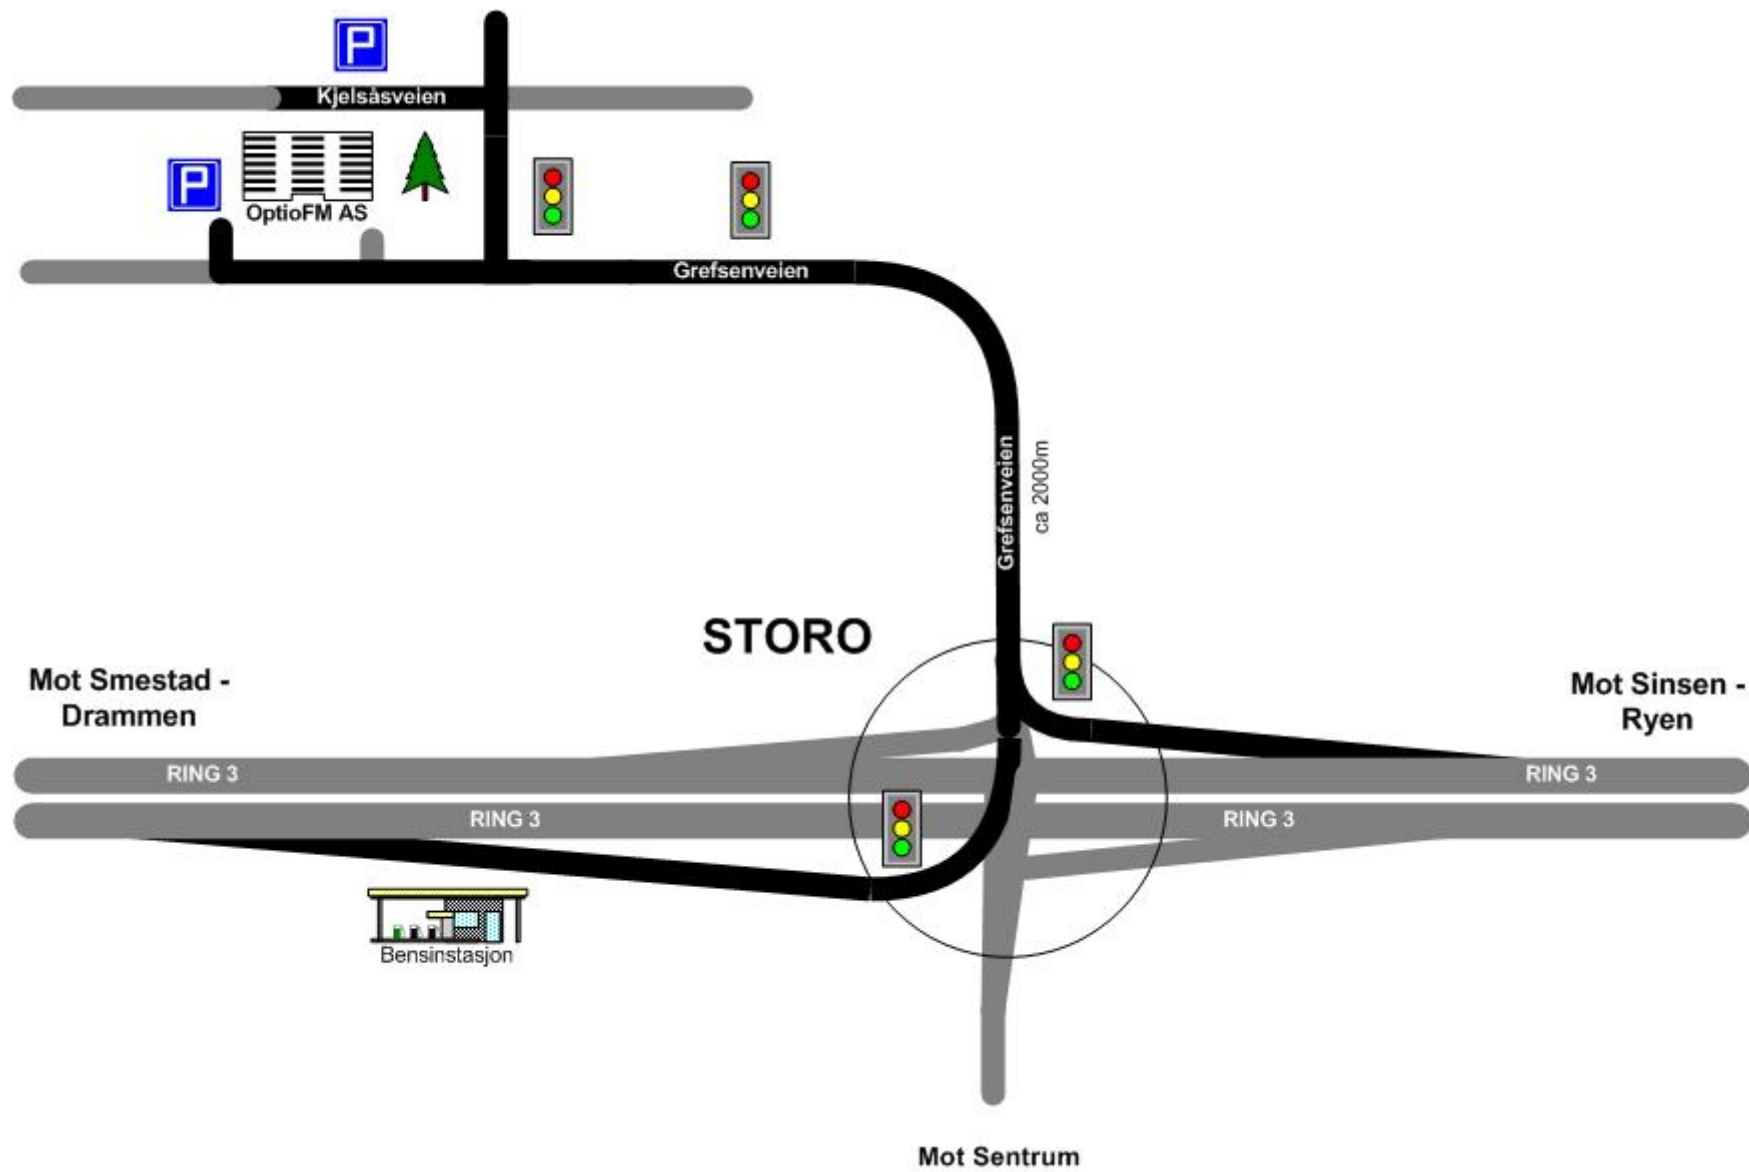 P
Kjelsåsveien
P
OptioFM AS
Grefsenveien
Grefsenveien
ca 2000m
STORO
Mot Smestad -
Drammen
Mot Sinsen -
Ryen
RING 3
RING 3
RING 3
RING 3
Bensinstasjon
Mot Sentrum